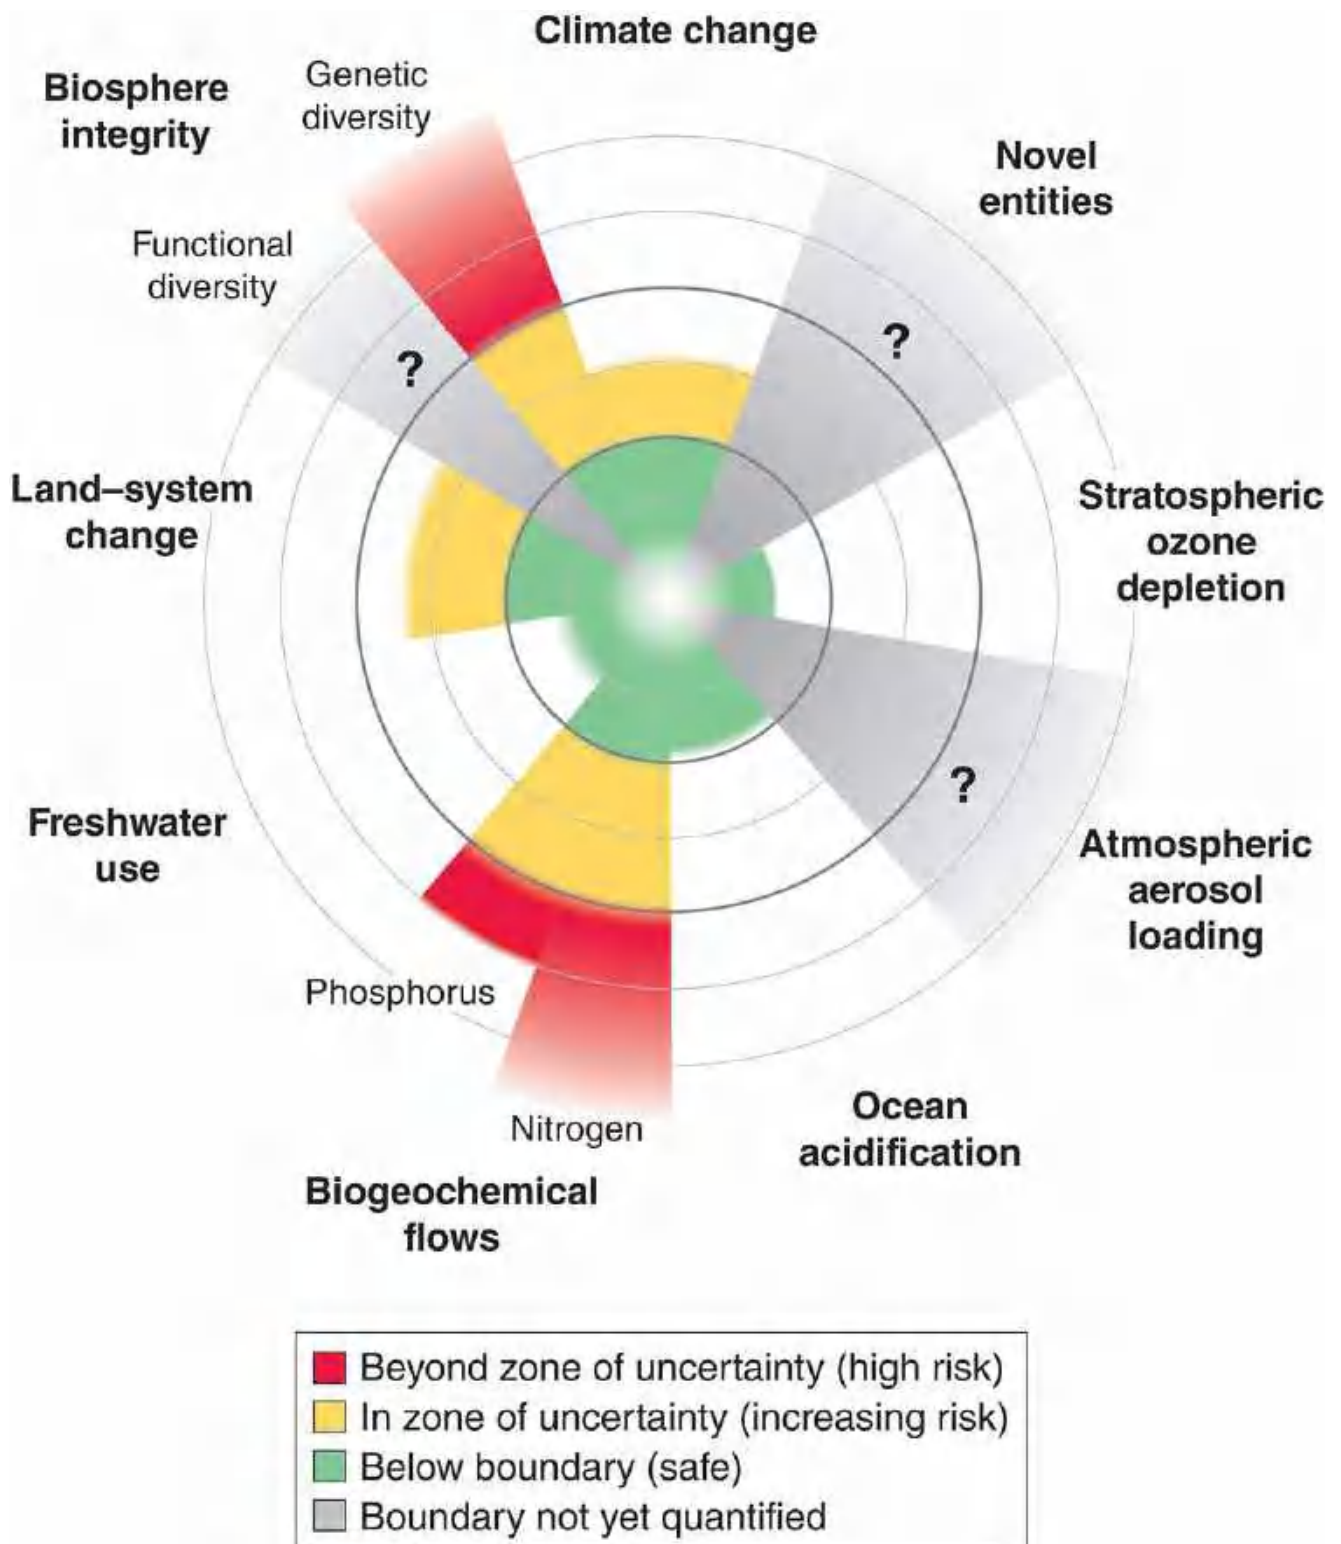 Climate change
Biosphere
integrity
Genetic
diversity
Novel
entities
Functional
diversity
?
?
Land–system
change
Stratospheric
ozone
depletion
?
Freshwater
use
Atmospheric
aerosol
loading
Phosphorus
Nitrogen
Ocean
acidification
Biogeochemical
flows
Beyond zone of uncertainty (high risk)
In zone of uncertainty (increasing risk)
Below boundary (safe)
Boundary not yet quantified